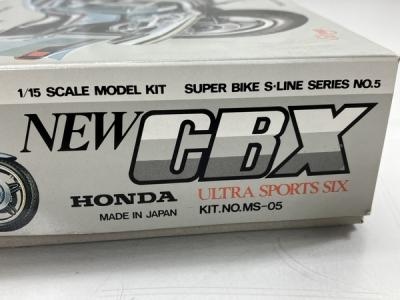 1/15 SCALE MODEL KIT SUPER BIKE S·LINE SERIES NO.5
NEW CBX
HONDA ULTRA SPORTS SIX
MADE IN JAPAN KIT.NO.MS-05